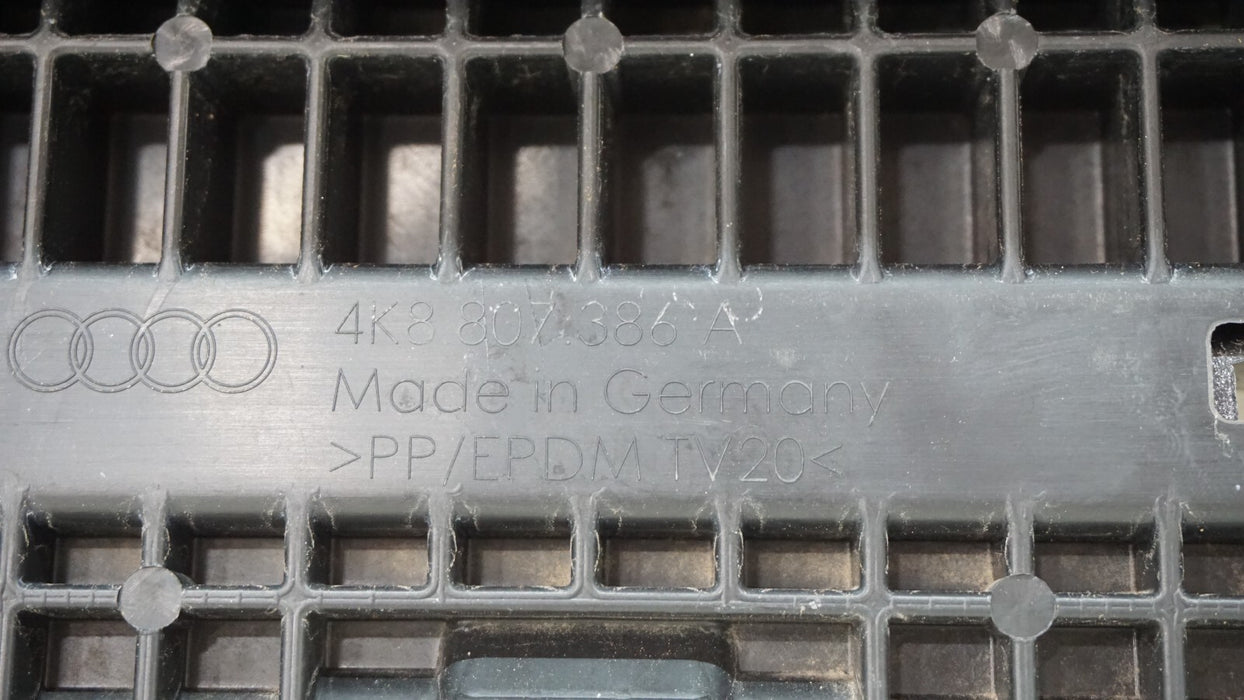 4K8 807 386 A
Made in Germany
>PP/EPDM TV20<